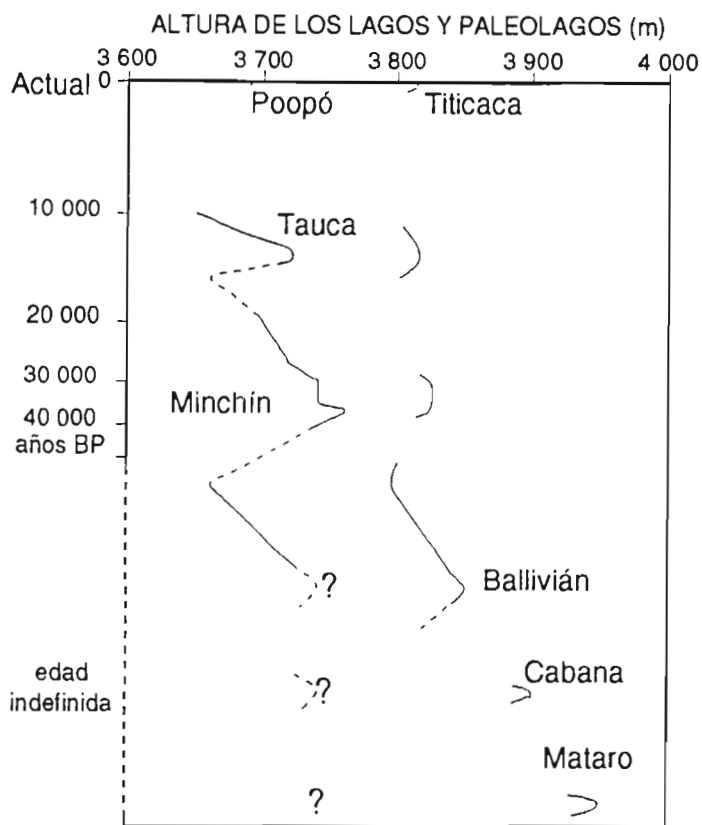 ALTURA DE LOS LAGOS Y PALEOLAGOS (m)
3 600 3 700 3 800 3 900 4 000
Actual 0
Poopó Titicaca
10 000
Tauca
20 000
30 000
Minchín
40 000
años BP
? Ballivián
edad
indefinida
? Cabana
Mataro
?